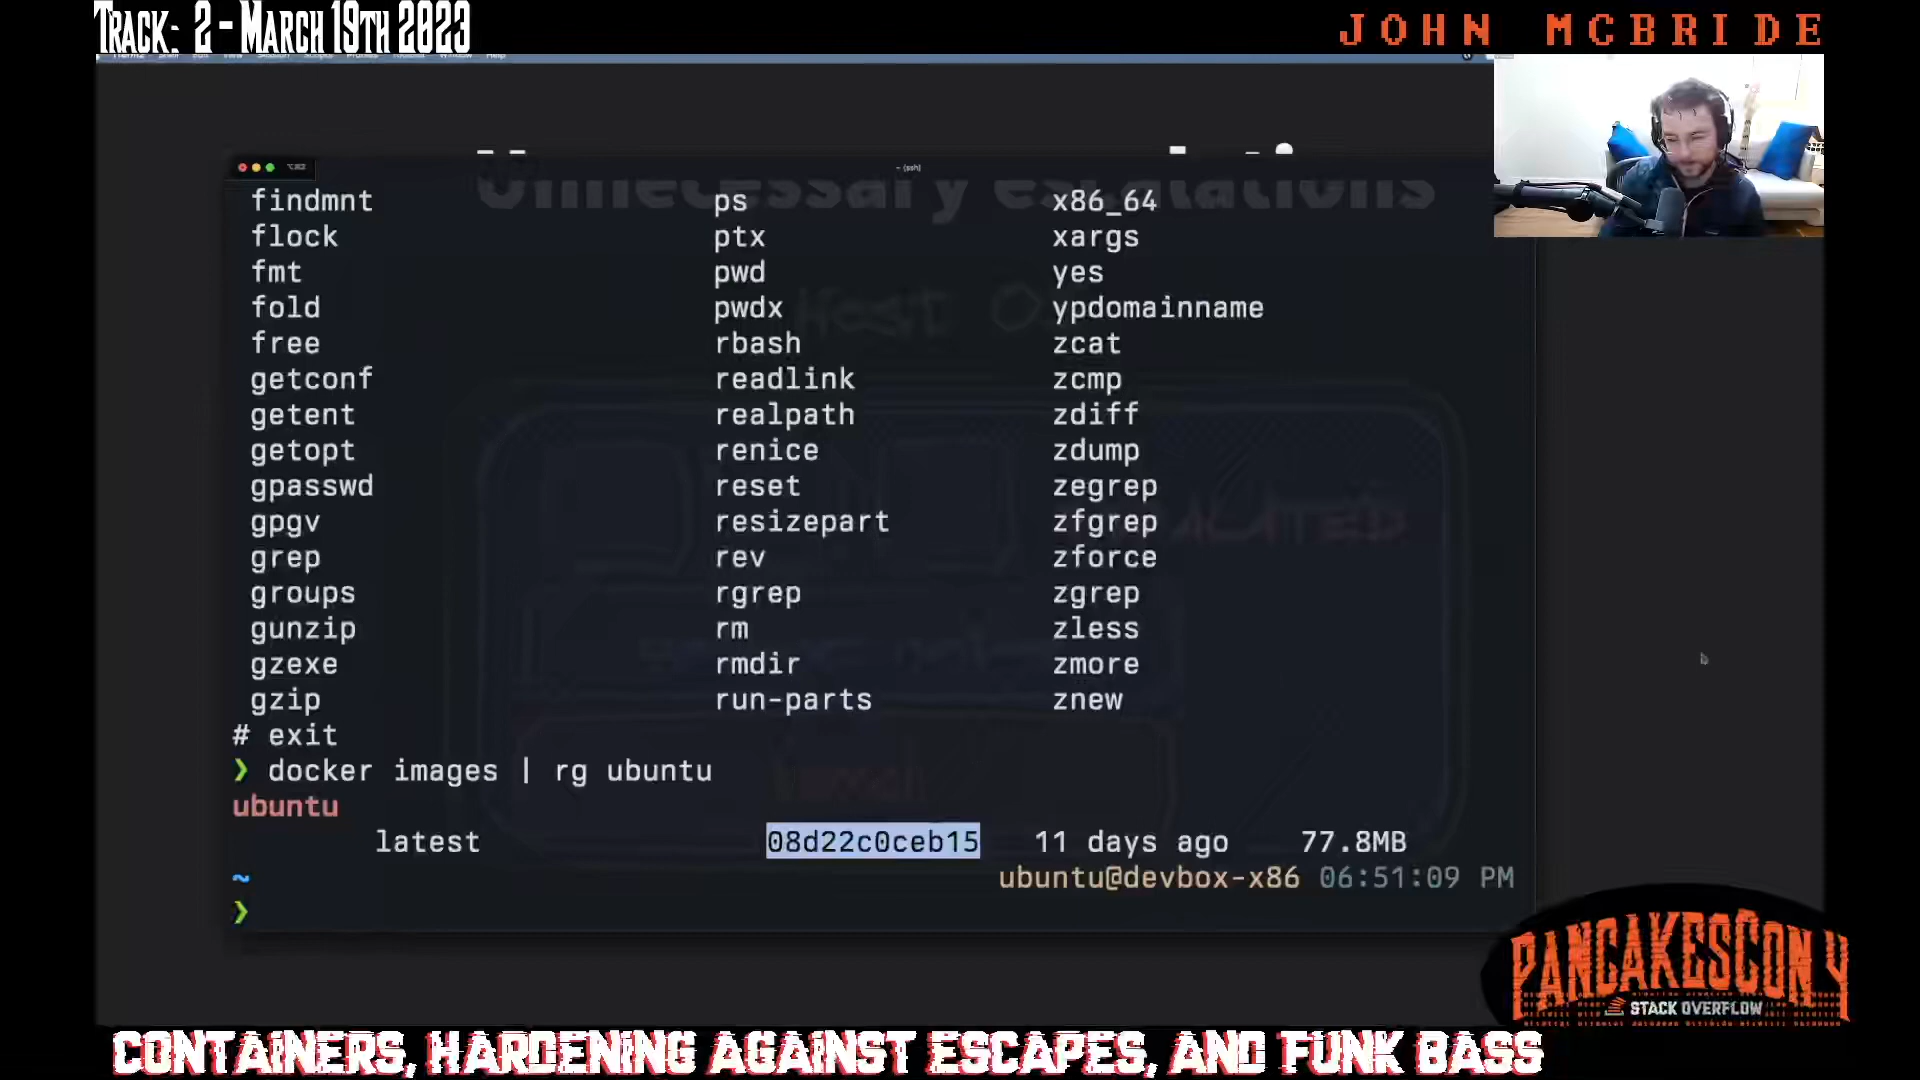 TRACK: 2 - MARCH 19TH 2023
JOHN MCBRIDE
Unnecessary escalations
~ (ssh)
findmnt ps x86_64
flock ptx xargs
fmt pwd yes
fold pwdx ypdomainname
free rbash zcat
getconf readlink zcmp
getent realpath zdiff
getopt renice zdump
gpasswd reset zegrep
gpgv resizepart zfgrep
grep rev zforce
groups rgrep zgrep
gunzip rm zless
gzexe rmdir zmore
gzip run-parts znew
# exit
❯ docker images | rg ubuntu
ubuntu
latest 08d22c0ceb15 11 days ago 77.8MB
~ ubuntu@devbox-x86 06:51:09 PM
❯
PANCAKESCON 4
STACK OVERFLOW
CONTAINERS, HARDENING AGAINST ESCAPES, AND FUNK BASS